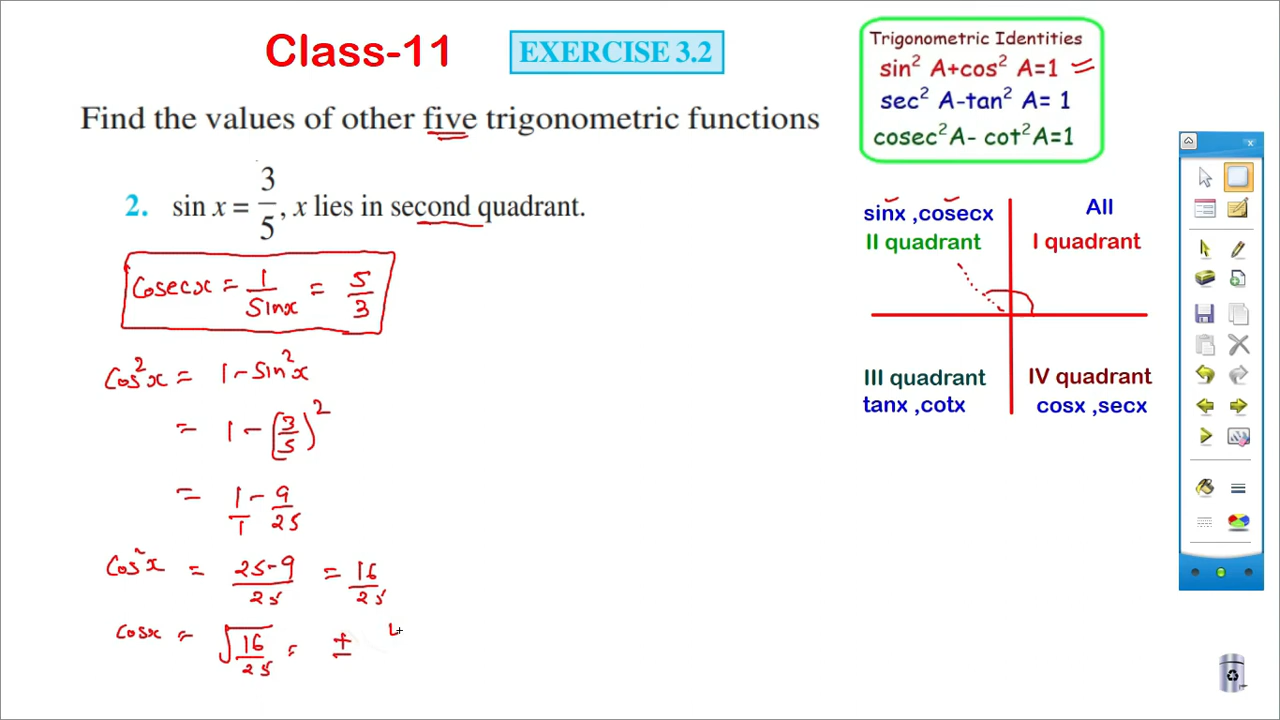 Class-11
EXERCISE 3.2
Find the values of other five trigonometric functions
2. sin x = 3/5, x lies in second quadrant.
Cosecx = 1/Sinx = 5/3
Cos²x = 1 - Sin²x
= 1 - (3/5)²
= 1/1 - 9/25
Cos²x = 25-9/25 = 16/25
Cosx = √16/25 = ±
Trigonometric Identities
sin² A+cos² A=1
sec² A-tan² A= 1
cosec²A- cot²A=1
sinx ,cosecx
II quadrant
All
I quadrant
III quadrant
tanx ,cotx
IV quadrant
cosx ,secx